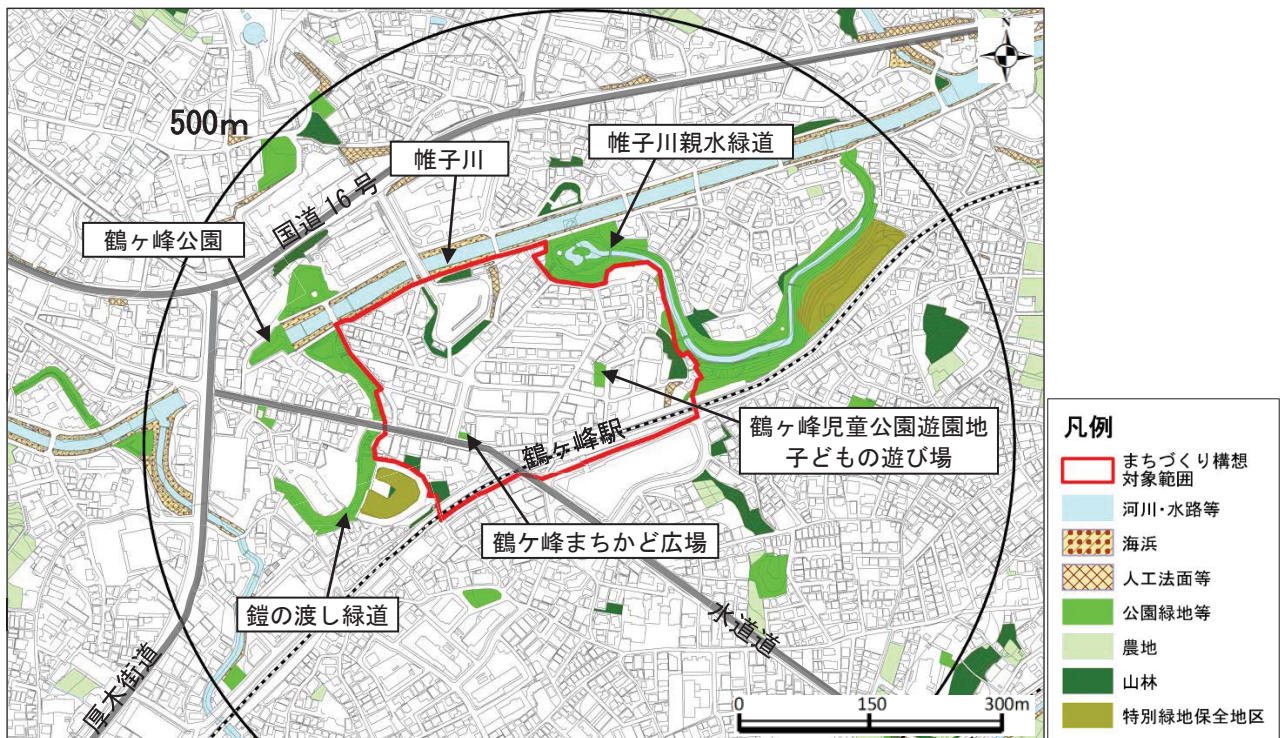 N
500m
帷子川
帷子川親水緑道
国道16号
鶴ヶ峰公園
鶴ヶ峰児童公園遊園地
子どもの遊び場
鶴ヶ峰駅
鶴ケ峰まちかど広場
鎧の渡し緑道
水道道
厚木街道
0 150 300m
凡例
まちづくり構想
対象範囲
河川・水路等
海浜
人工法面等
公園緑地等
農地
山林
特別緑地保全地区